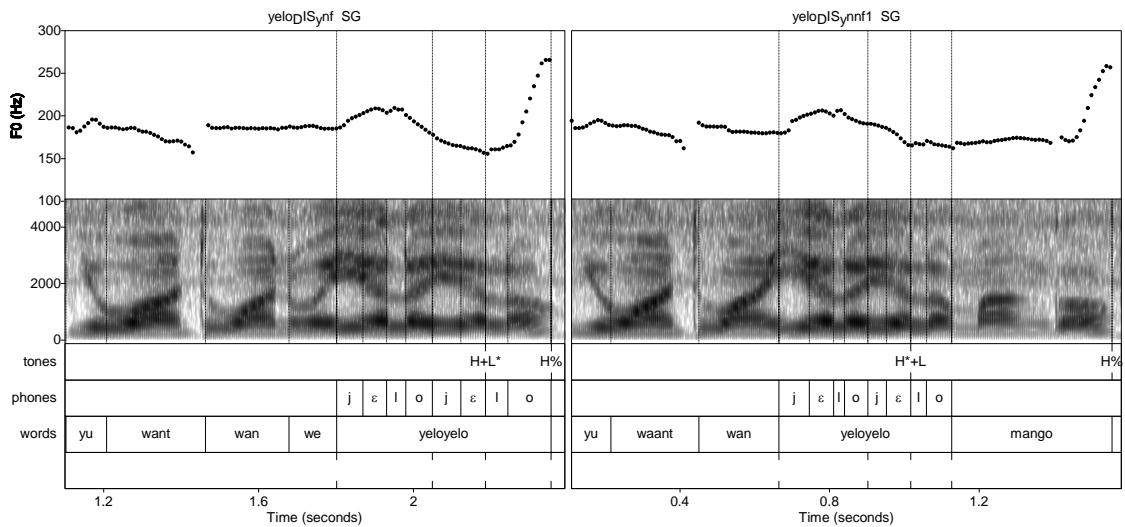 yeloDISynf SG yeloDISynnf1 SG
300
200
150
100
F0 (Hz)
4000
2000
0
tones H+L* H% H*+L H%
phones j ɛ l o j ɛ l o j ɛ l o j ɛ l o
words yu want wan we yeloyelo yu waant wan yeloyelo mango
1.2 1.6 2 0.4 0.8 1.2
Time (seconds) Time (seconds)